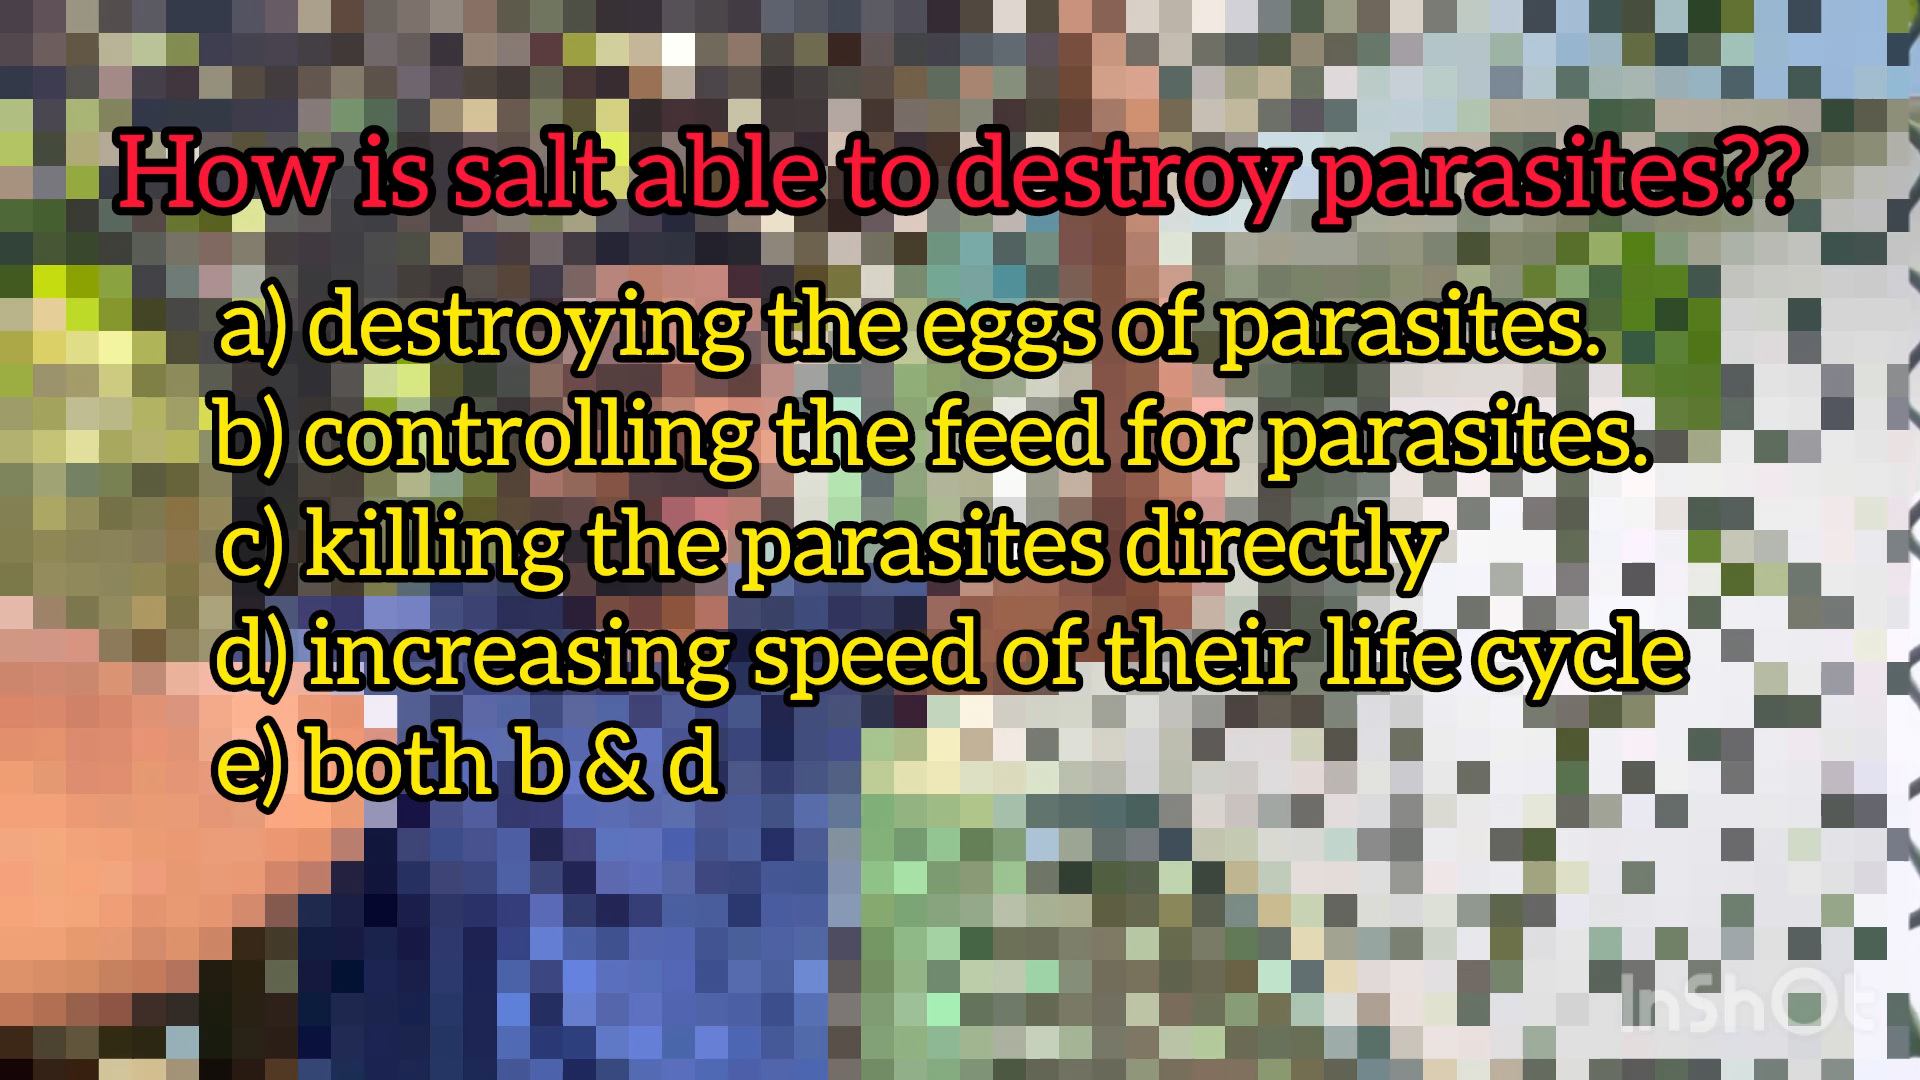 How is salt able to destroy parasites??
a) destroying the eggs of parasites.
b) controlling the feed for parasites.
c) killing the parasites directly
d) increasing speed of their life cycle
e) both b & d
InShOt